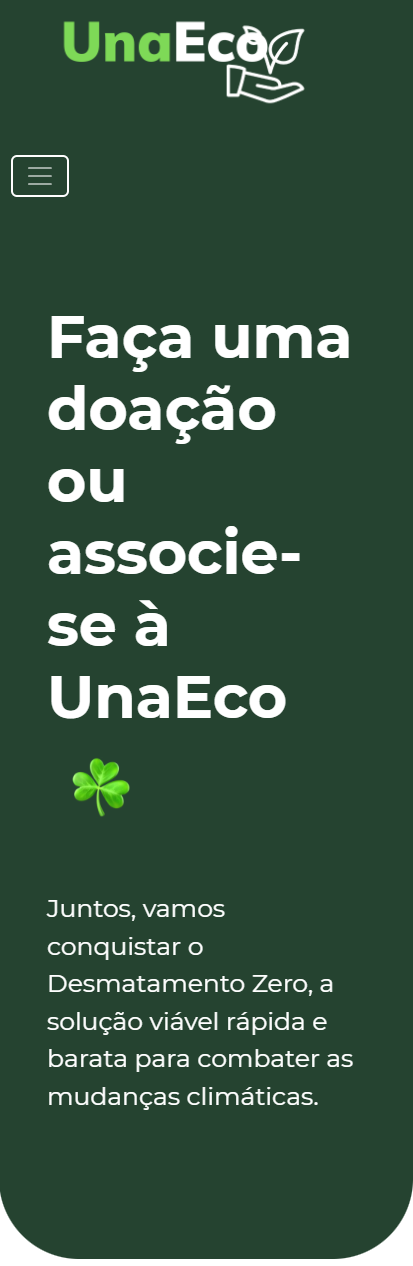 UnaEco
Faça uma
doação
ou
associe-
se à
UnaEco
Juntos, vamos
conquistar o
Desmatamento Zero, a
solução viável rápida e
barata para combater as
mudanças climáticas.